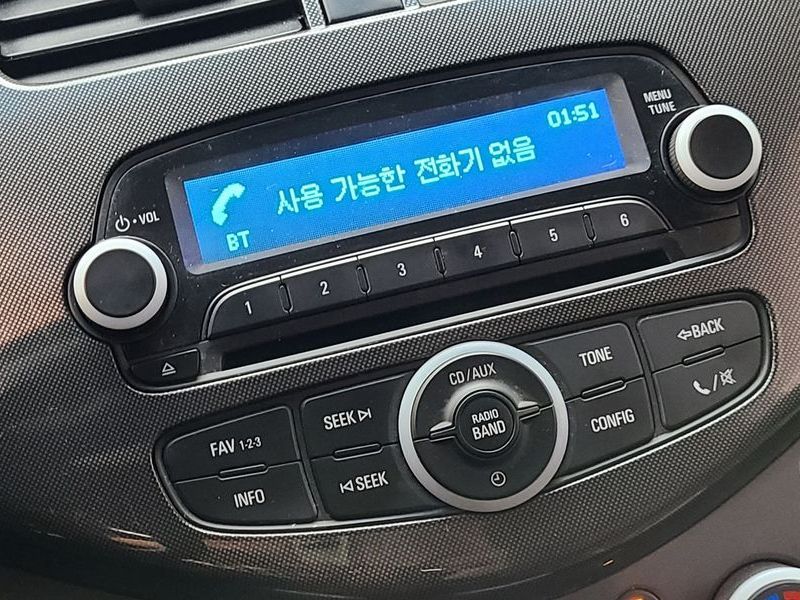 01:51
MENU
TUNE
사용 가능한 전화기 없음
BT
VOL
1 2 3 4 5 6
CD/AUX
RADIO
BAND
TONE
BACK
FAV 1-2-3
SEEK
CONFIG
INFO
SEEK